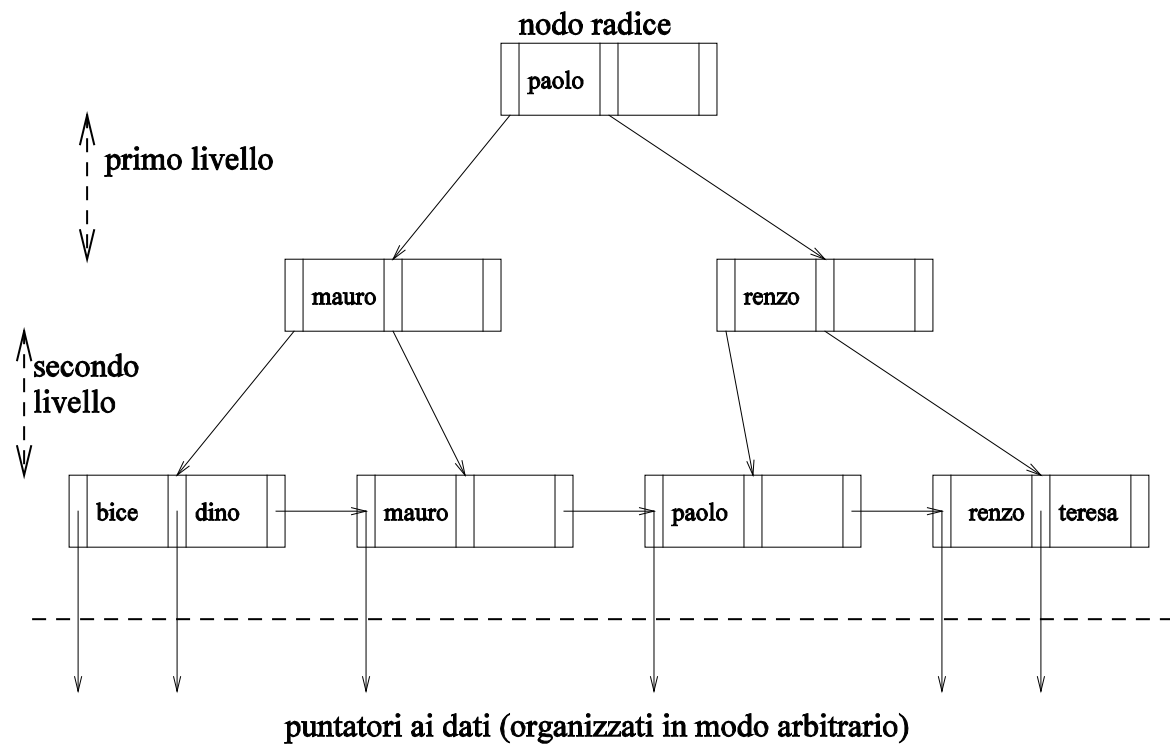 nodo radice
paolo
primo livello
mauro
renzo
secondo
livello
bice dino mauro paolo renzo teresa
puntatori ai dati (organizzati in modo arbitrario)